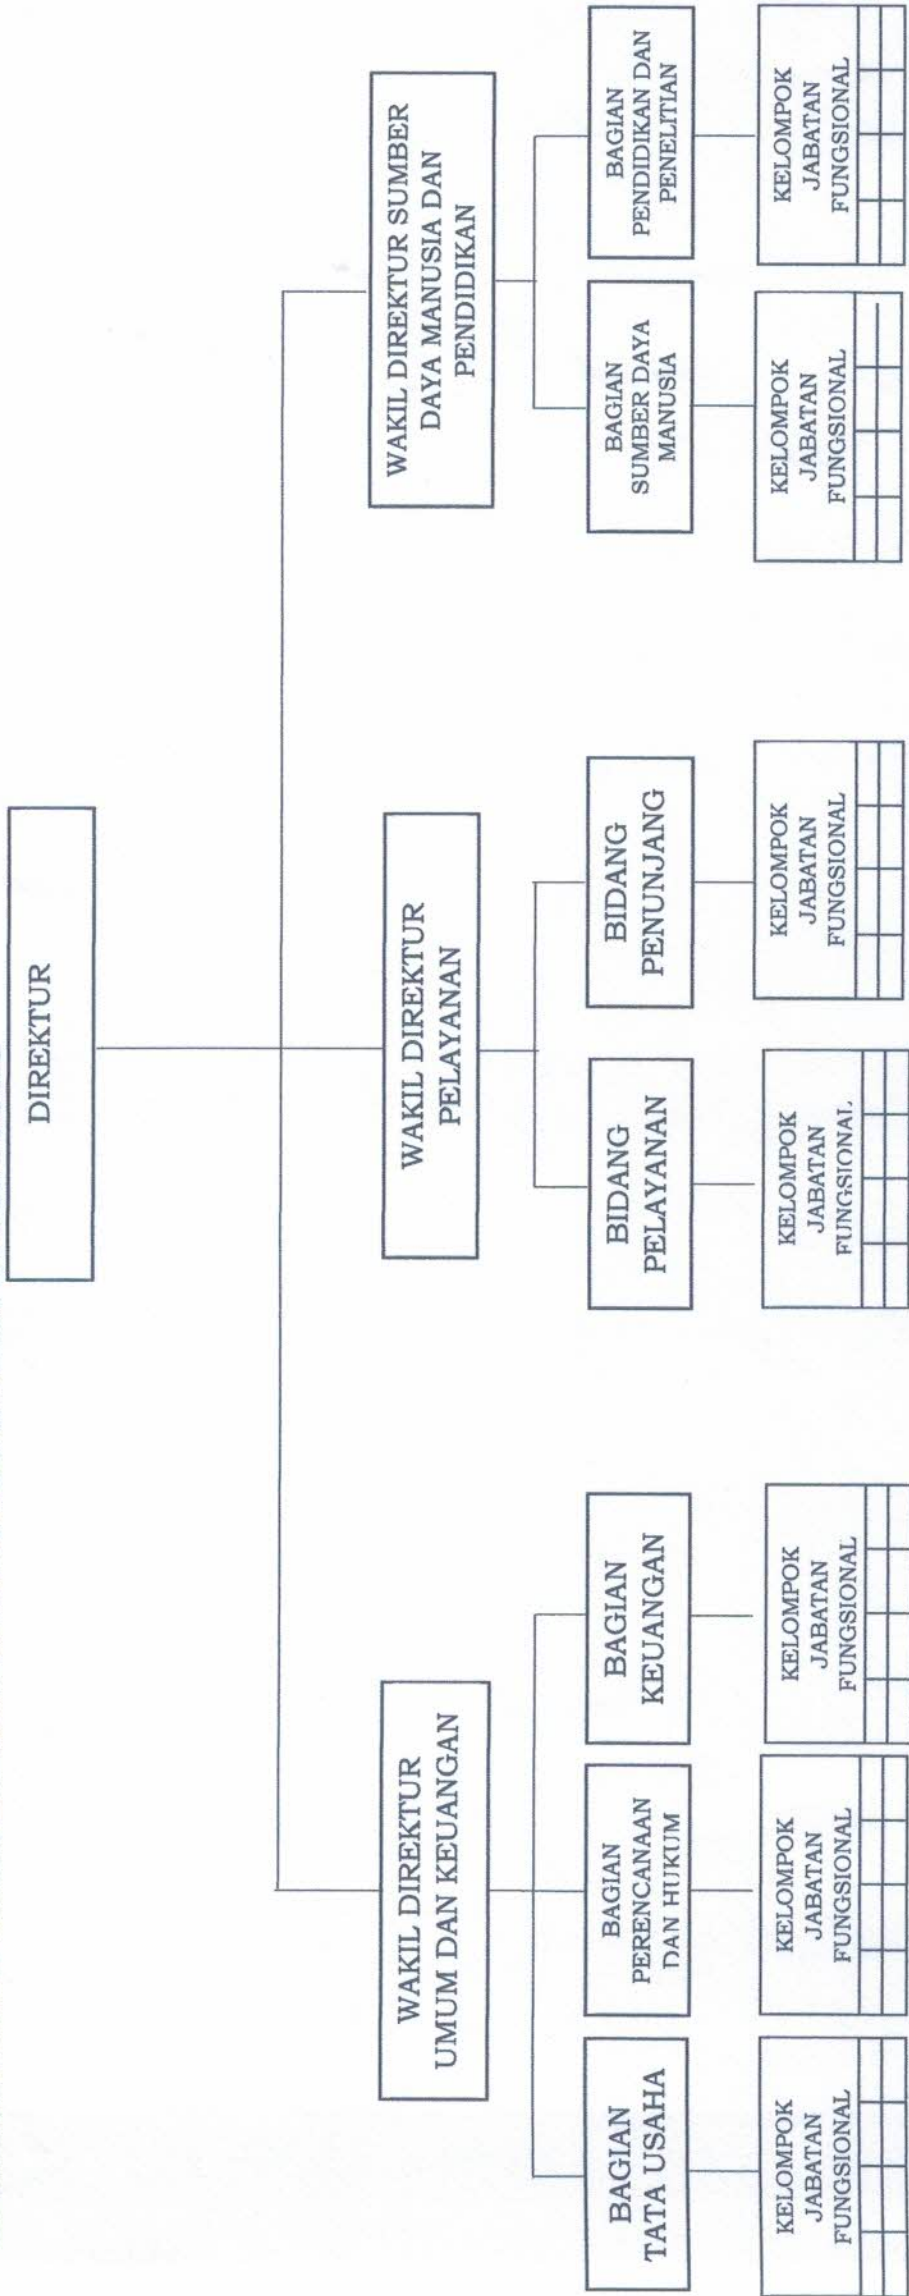 DIREKTUR
WAKIL DIREKTUR
UMUM DAN KEUANGAN
WAKIL DIREKTUR
PELAYANAN
WAKIL DIREKTUR SUMBER
DAYA MANUSIA DAN
PENDIDIKAN
BAGIAN
TATA USAHA
BAGIAN
PERENCANAAN
DAN HUKUM
BAGIAN
KEUANGAN
BIDANG
PELAYANAN
BIDANG
PENUNJANG
BAGIAN
SUMBER DAYA
MANUSIA
BAGIAN
PENDIDIKAN DAN
PENELITIAN
KELOMPOK
JABATAN
FUNGSIONAL
KELOMPOK
JABATAN
FUNGSIONAL
KELOMPOK
JABATAN
FUNGSIONAL
KELOMPOK
JABATAN
FUNGSIONAL
KELOMPOK
JABATAN
FUNGSIONAL
KELOMPOK
JABATAN
FUNGSIONAL
KELOMPOK
JABATAN
FUNGSIONAL